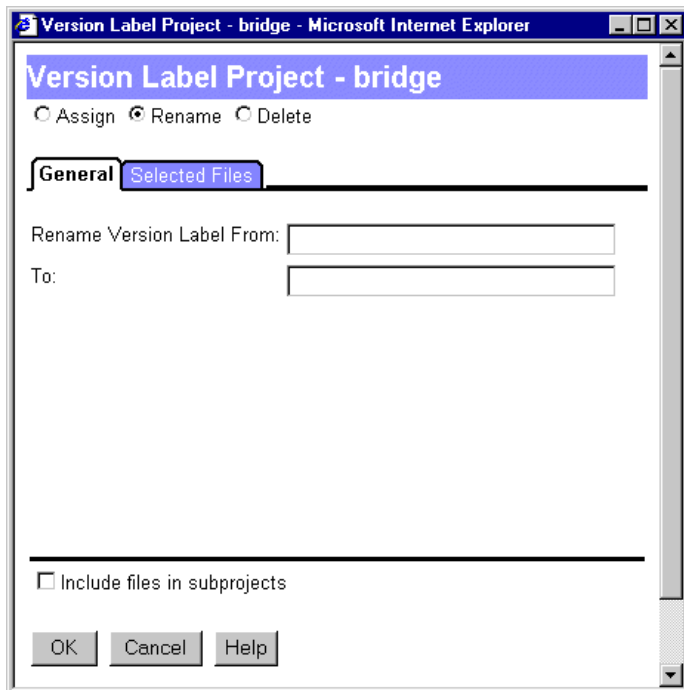 Version Label Project - bridge - Microsoft Internet Explorer
Version Label Project - bridge
Assign Rename Delete
General Selected Files
Rename Version Label From:
To:
Include files in subprojects
OK Cancel Help